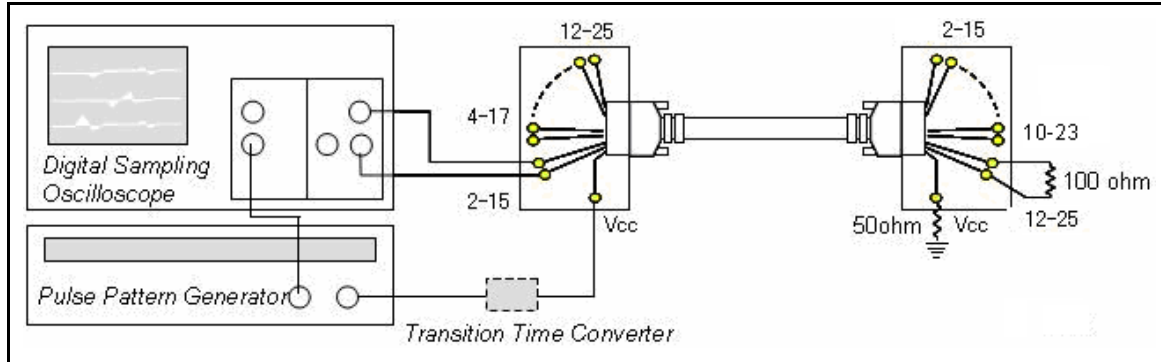 12-25
4-17
2-15
Vcc
Digital Sampling
Oscilloscope
Pulse Pattern Generator
Transition Time Converter
2-15
10-23
100 ohm
12-25
50ohm
Vcc